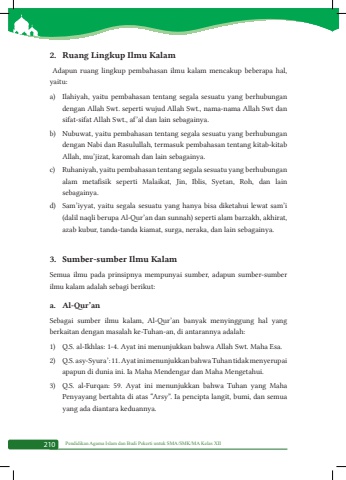 2. Ruang Lingkup Ilmu Kalam
Adapun ruang lingkup pembahasan ilmu kalam mencakup beberapa hal,
yaitu:
a) Ilahiyah, yaitu pembahasan tentang segala sesuatu yang berhubungan
dengan Allah Swt. seperti wujud Allah Swt., nama-nama Allah Swt dan
sifat-sifat Allah Swt., af'al dan lain sebagainya.
b) Nubuwat, yaitu pembahasan tentang segala sesuatu yang berhubungan
dengan Nabi dan Rasulullah, termasuk pembahasan tentang kitab-kitab
Allah, mu'jizat, karomah dan lain sebagainya.
c) Ruhaniyah, yaitu pembahasan tentang segala sesuatu yang berhubungan
alam metafisik seperti Malaikat, Jin, Iblis, Syetan, Roh, dan lain
sebagainya.
d) Sam'iyyat, yaitu segala sesuatu yang hanya bisa diketahui lewat sam'i
(dalil naqli berupa Al-Qur'an dan sunnah) seperti alam barzakh, akhirat,
azab kubur, tanda-tanda kiamat, surga, neraka, dan lain sebagainya.
3. Sumber-sumber Ilmu Kalam
Semua ilmu pada prinsipnya mempunyai sumber, adapun sumber-sumber
ilmu kalam adalah sebagi berikut:
a. Al-Qur'an
Sebagai sumber ilmu kalam, Al-Qur'an banyak menyinggung hal yang
berkaitan dengan masalah ke-Tuhan-an, di antarannya adalah:
1) Q.S. al-Ikhlas: 1-4. Ayat ini menunjukkan bahwa Allah Swt. Maha Esa.
2) Q.S. asy-Syura': 11. Ayat ini menunjukkan bahwa Tuhan tidak menyerupai
apapun di dunia ini. Ia Maha Mendengar dan Maha Mengetahui.
3) Q.S. al-Furqan: 59. Ayat ini menunjukkan bahwa Tuhan yang Maha
Penyayang bertahta di atas "Arsy". Ia pencipta langit, bumi, dan semua
yang ada diantara keduannya.
210 Pendidikan Agama Islam dan Budi Pekerti untuk SMA/SMK/MA Kelas XII